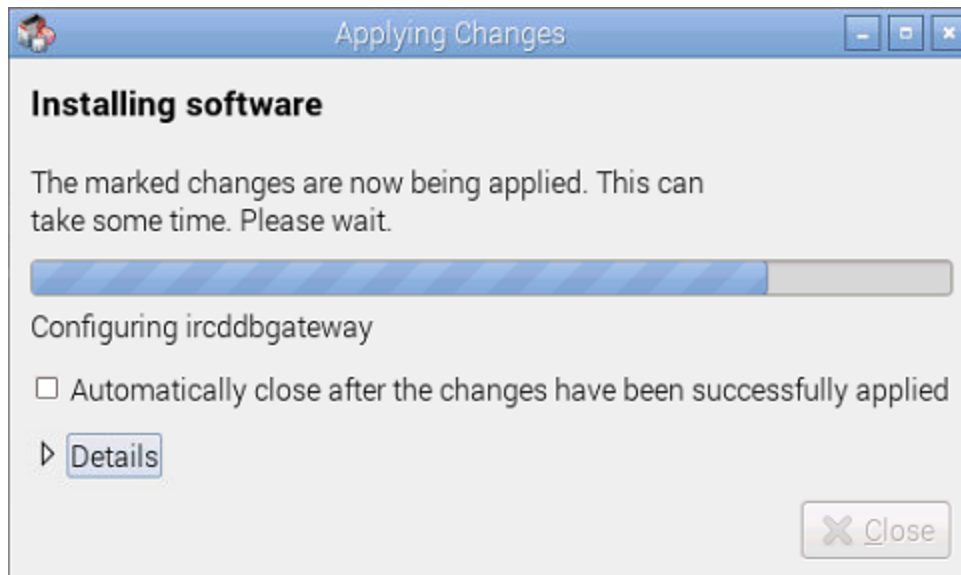 Applying Changes
Installing software
The marked changes are now being applied. This can
take some time. Please wait.
Configuring ircddbgateway
Automatically close after the changes have been successfully applied
Details
Close